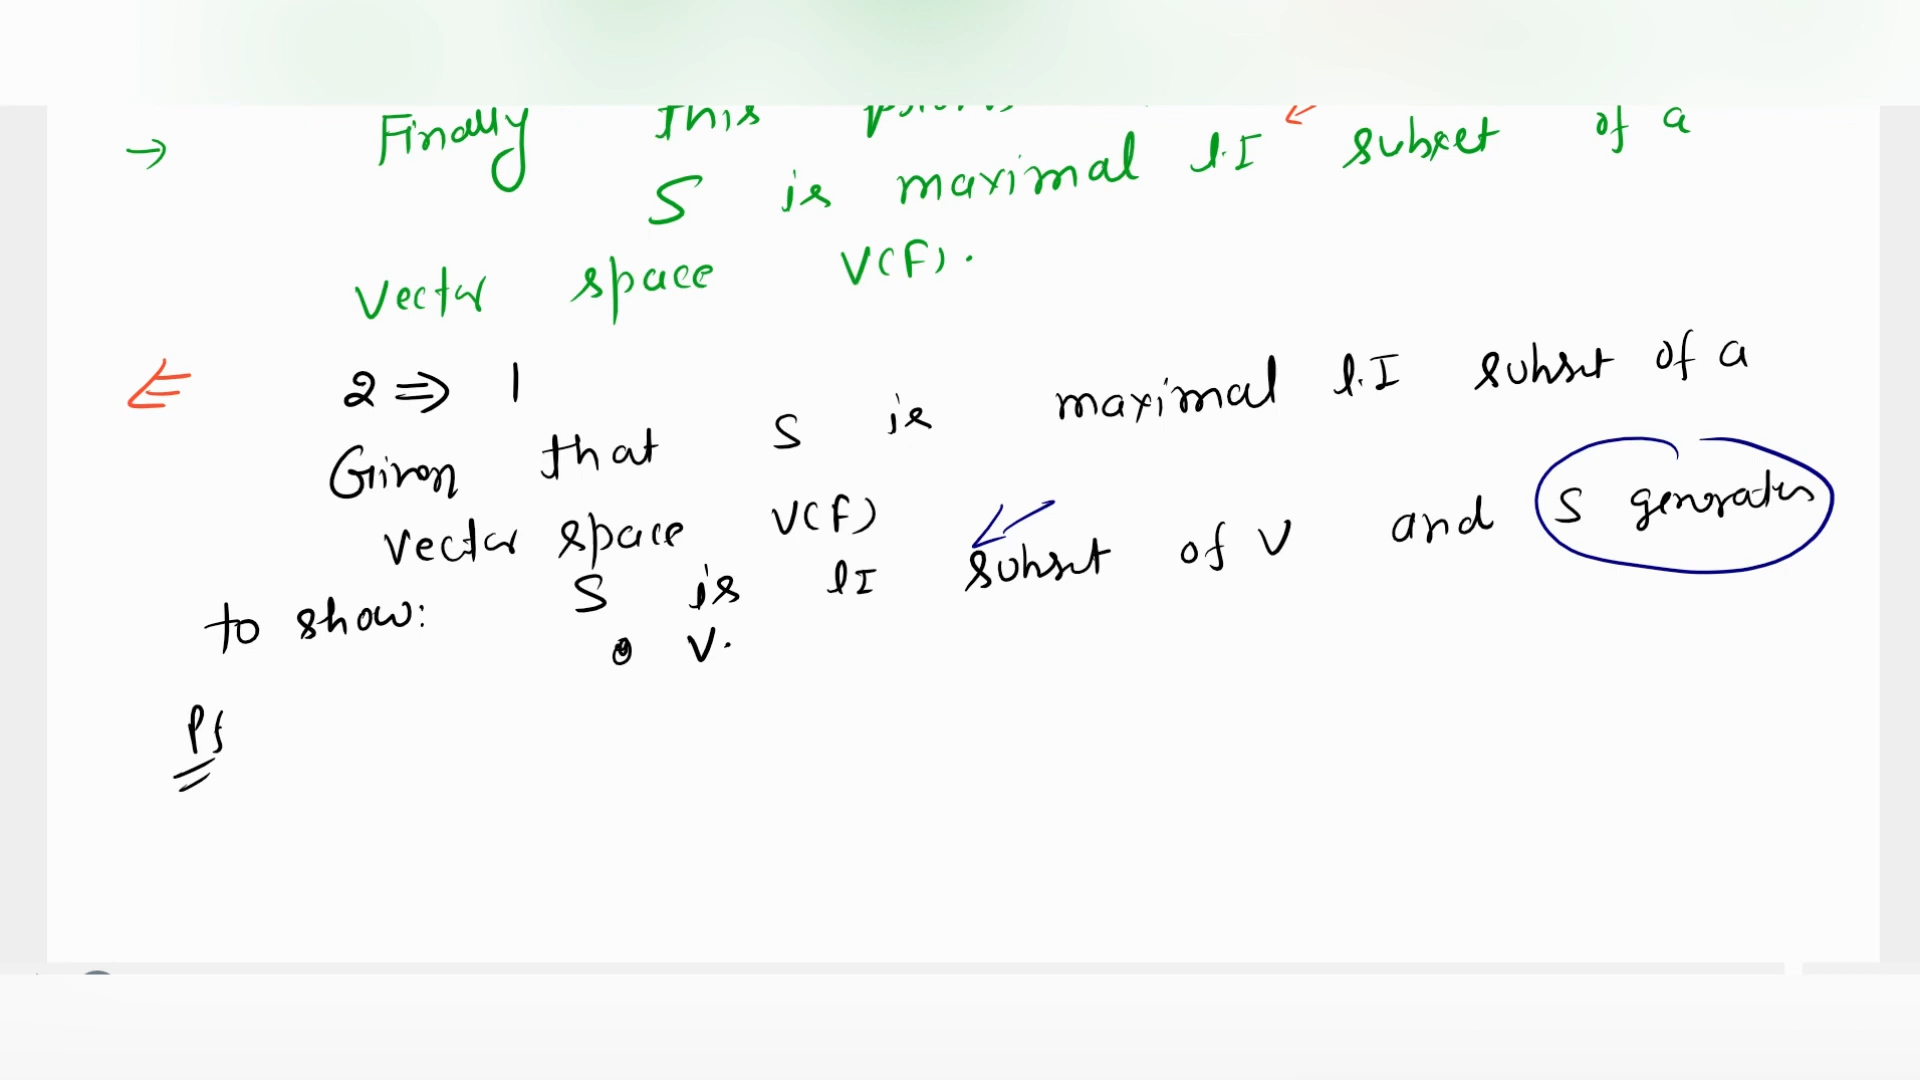 → Finally this
S is maximal l.I subset of a
vector space V(F).
⇐ 2 ⇒ 1
Given that S is maximal l.I subset of a
vector space V(F)
to show: S is lI subset of V and S generates
V.
Pf